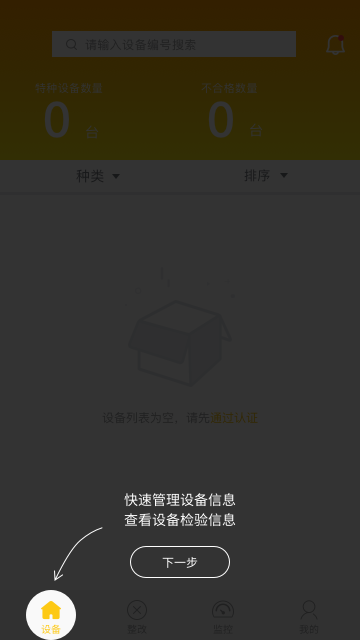 请输入设备编号搜索
特种设备数量
不合格数量
0 台
0 台
种类
排序
设备列表为空，请先通过认证
快速管理设备信息
查看设备检验信息
下一步
设备
整改
监控
我的